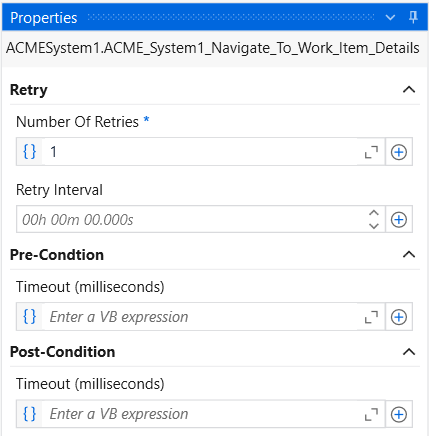 Properties
ACMESystem1.ACME_System1_Navigate_To_Work_Item_Details
Retry
Number Of Retries *
{} 1
Retry Interval
00h 00m 00.000s
Pre-Condtion
Timeout (milliseconds)
{} Enter a VB expression
Post-Condition
Timeout (milliseconds)
{} Enter a VB expression